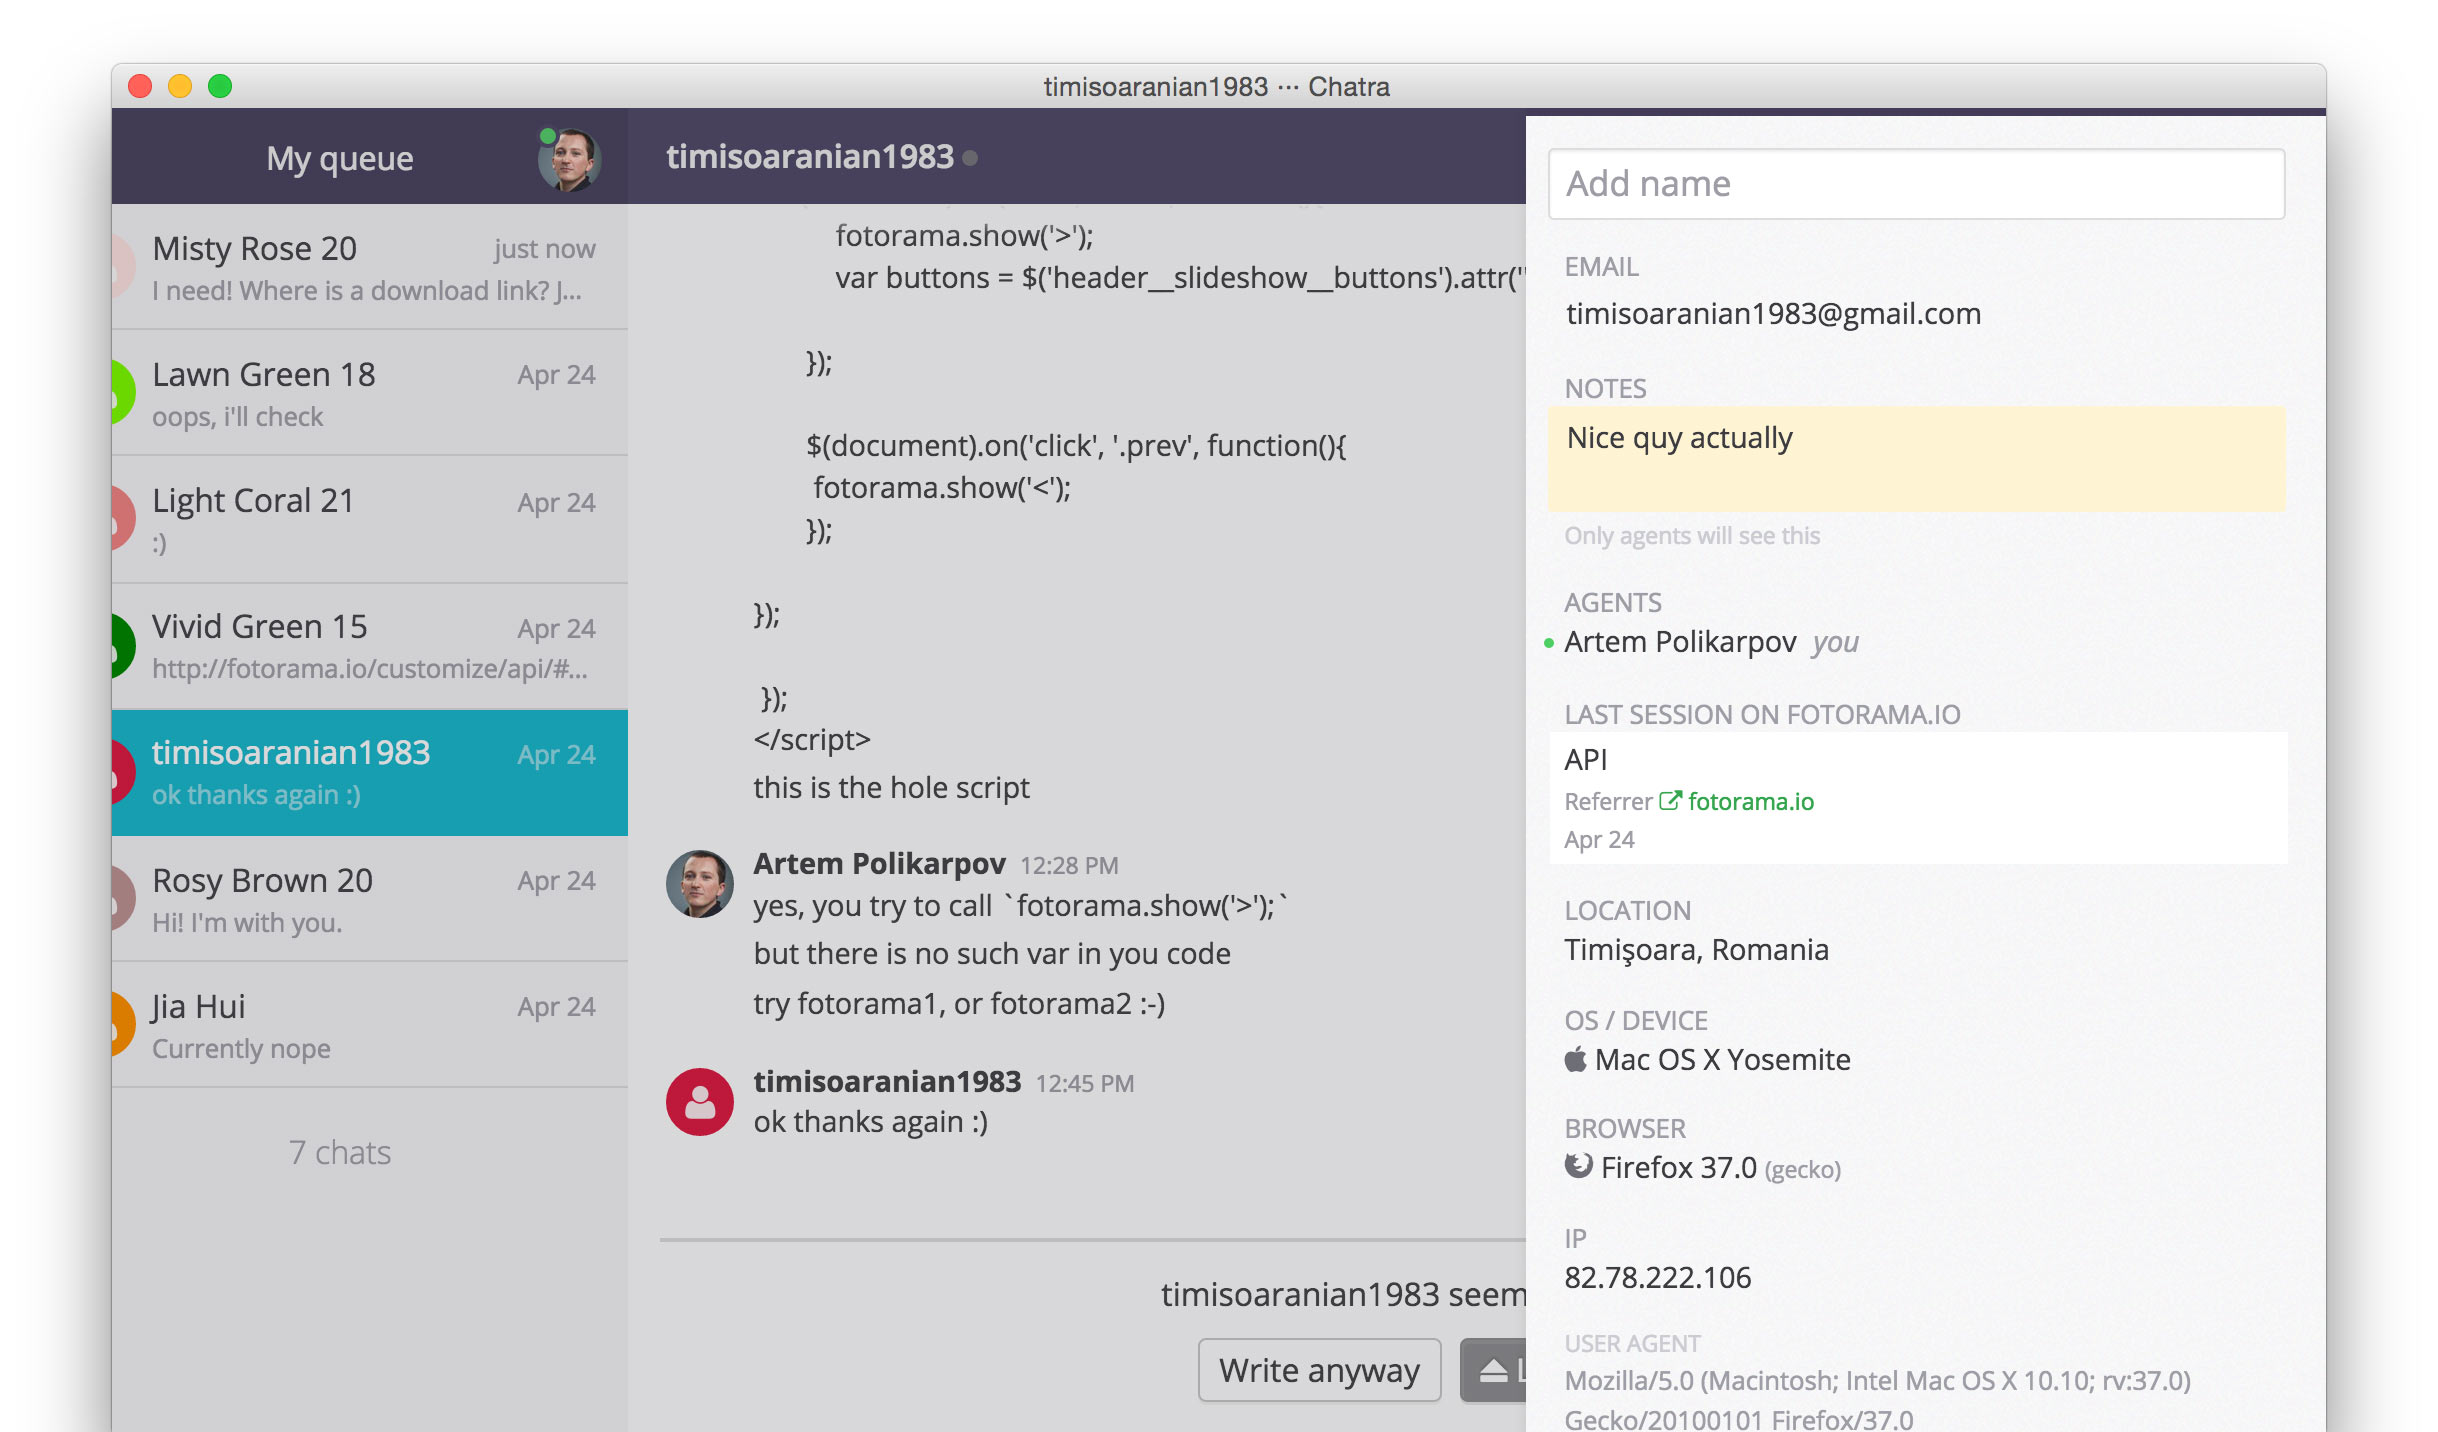 timisoaranian1983 ··· Chatra
My queue
Misty Rose 20 just now
I need! Where is a download link? J...
Lawn Green 18 Apr 24
oops, i'll check
Light Coral 21 Apr 24
:)
Vivid Green 15 Apr 24
http://fotorama.io/customize/api/#...
timisoaranian1983 Apr 24
ok thanks again :)
Rosy Brown 20 Apr 24
Hi! I'm with you.
Jia Hui Apr 24
Currently nope
7 chats
timisoaranian1983
fotorama.show('>');
var buttons = $('header__slideshow__buttons').attr('
});
$(document).on('click', '.prev', function(){
fotorama.show('<');
});
});
});
</script>
this is the hole script
Artem Polikarpov 12:28 PM
yes, you try to call `fotorama.show('>');`
but there is no such var in you code
try fotorama1, or fotorama2 :-)
timisoaranian1983 12:45 PM
ok thanks again :)
timisoaranian1983 seem
Write anyway
Add name
EMAIL
timisoaranian1983@gmail.com
NOTES
Nice quy actually
Only agents will see this
AGENTS
Artem Polikarpov you
LAST SESSION ON FOTORAMA.IO
API
Referrer fotorama.io
Apr 24
LOCATION
Timişoara, Romania
OS / DEVICE
Mac OS X Yosemite
BROWSER
Firefox 37.0 (gecko)
IP
82.78.222.106
USER AGENT
Mozilla/5.0 (Macintosh; Intel Mac OS X 10.10; rv:37.0)
Gecko/20100101 Firefox/37.0